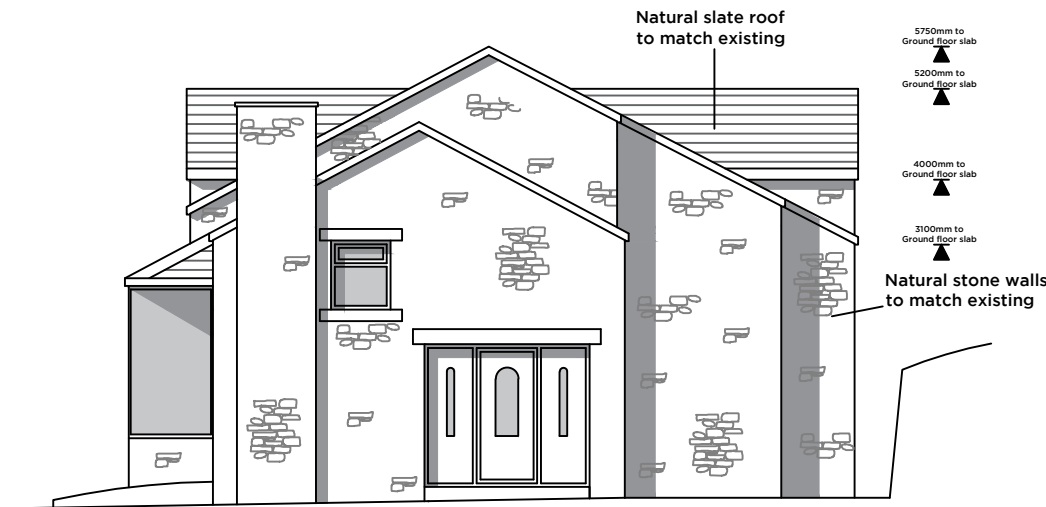 Natural slate roof
to match existing
5750mm to
Ground floor slab
5200mm to
Ground floor slab
4000mm to
Ground floor slab
3100mm to
Ground floor slab
Natural stone walls
to match existing